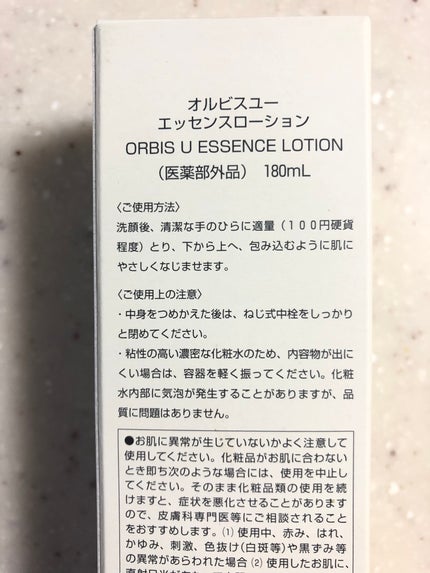 オルビスユー
エッセンスローション
ORBIS U ESSENCE LOTION
（医薬部外品） 180mL
〈ご使用方法〉
洗顔後、清潔な手のひらに適量（１００円硬貨
程度）とり、下から上へ、包み込むように肌に
やさしくなじませます。
〈ご使用上の注意〉
・中身をつめかえた後は、ねじ式中栓をしっかり
と閉めてください。
・粘性の高い濃密な化粧水のため、内容物が出に
くい場合は、容器を軽く振ってください。化粧
水内部に気泡が発生することがありますが、品
質に問題はありません。
●お肌に異常が生じていないかよく注意して
使用してください。化粧品がお肌に合わない
とき即ち次のような場合には、使用を中止し
てください。そのまま化粧品類の使用を続
けますと、症状を悪化させることがあります
ので、皮膚科専門医等にご相談されること
をおすすめします。(1) 使用中、赤み、はれ、
かゆみ、刺激、色抜け(白斑等)や黒ずみ等
の異常があらわれた場合 (2) 使用したお肌に、